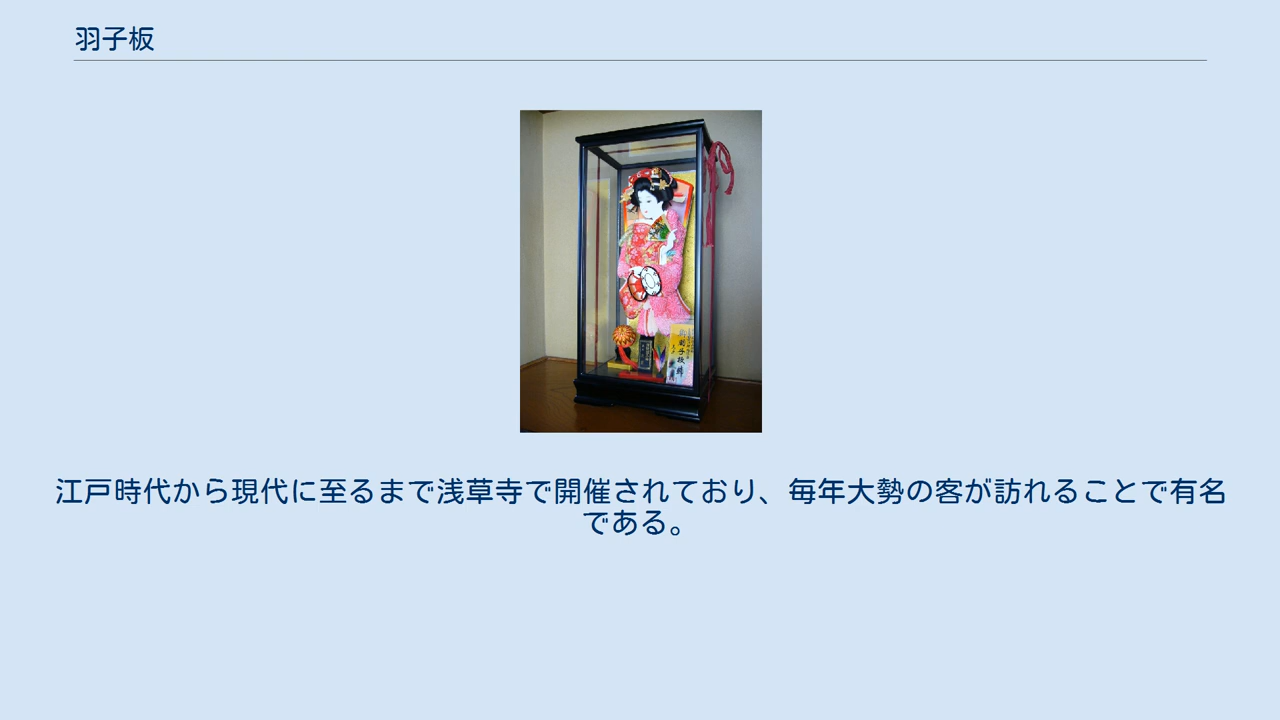 羽子板
江戸時代から現代に至るまで浅草寺で開催されており、毎年大勢の客が訪れることで有名
である。